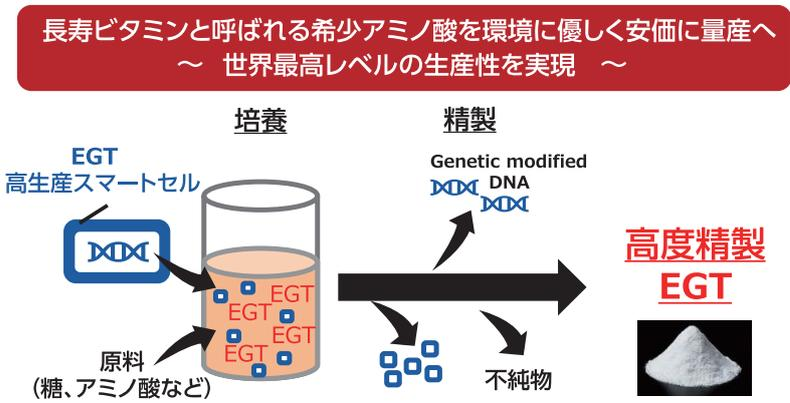 長寿ビタミンと呼ばれる希少アミノ酸を環境に優しく安価に量産へ
～ 世界最高レベルの生産性を実現 ～
培養
精製
EGT
高生産スマートセル
Genetic modified
DNA
高度精製
EGT
EGT
EGT
EGT
EGT
原料
（糖、アミノ酸など）
不純物